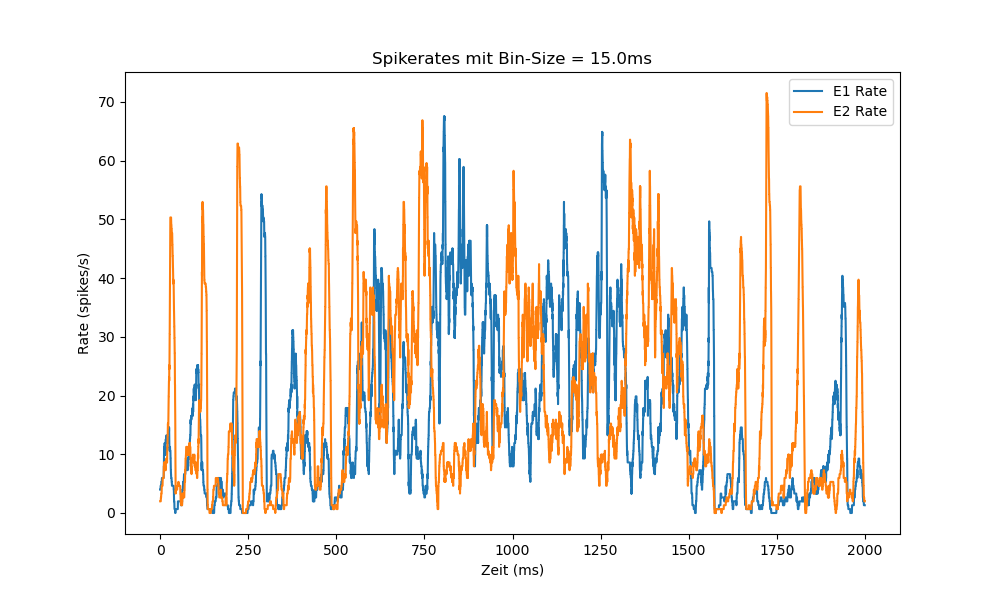 Spikerates mit Bin-Size = 15.0ms
E1 Rate
E2 Rate
70
60
50
40
30
20
10
0
Rate (spikes/s)
0 250 500 750 1000 1250 1500 1750 2000
Zeit (ms)